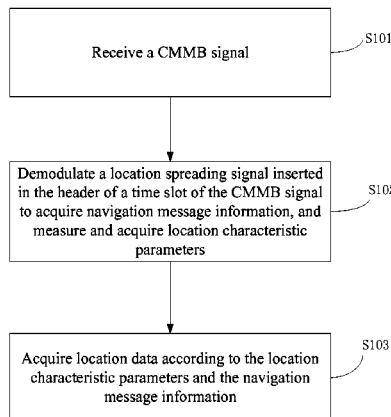 Receive a CMMB signal
S101
Demodulate a location spreading signal inserted
in the header of a time slot of the CMMB signal
to acquire navigation message information, and
measure and acquire location characteristic
parameters
S102
Acquire location data according to the location
characteristic parameters and the navigation
message information
S103